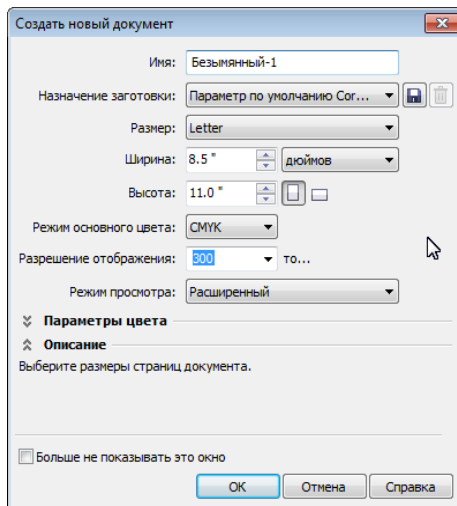 Создать новый документ
Имя: Безымянный-1
Назначение заготовки: Параметр по умолчанию Cor...
Размер: Letter
Ширина: 8.5 " дюймов
Высота: 11.0 "
Режим основного цвета: CMYK
Разрешение отображения: 300 то...
Режим просмотра: Расширенный
Параметры цвета
Описание
Выберите размеры страниц документа.
Больше не показывать это окно
OK Отмена Справка